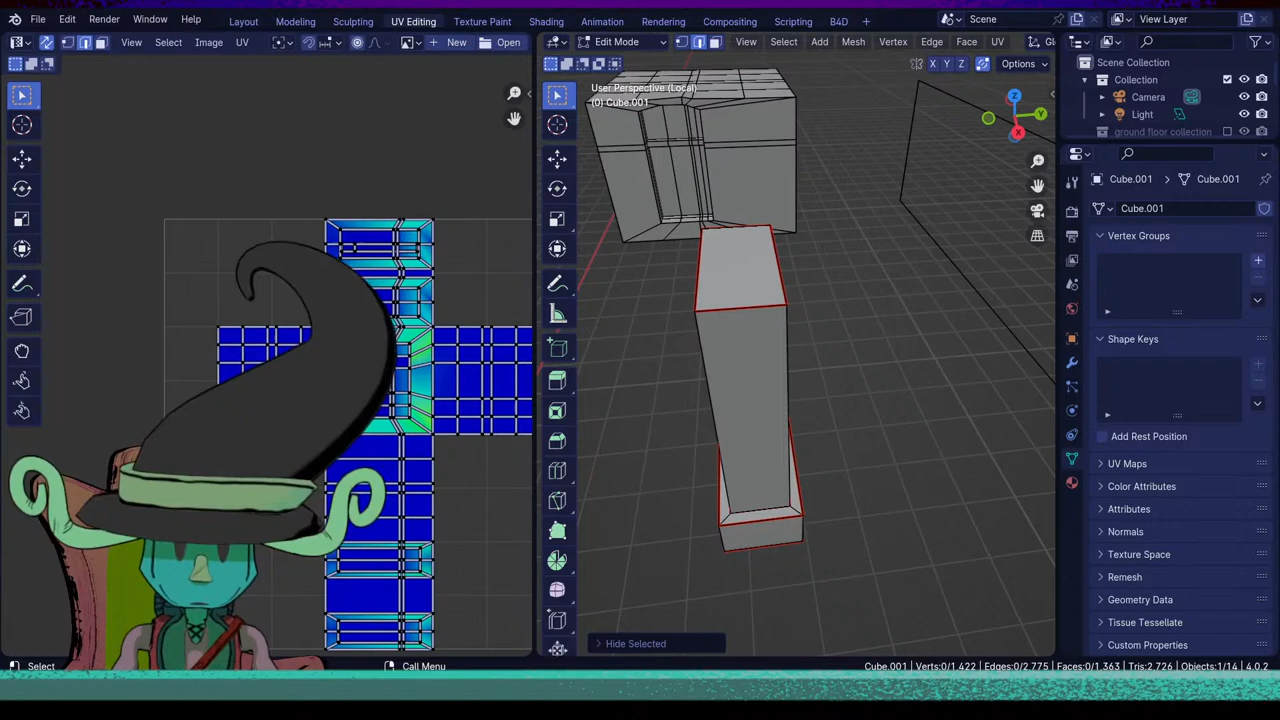 File Edit Render Window Help Layout Modeling Sculpting UV Editing Texture Paint Shading Animation Rendering Compositing Scripting B4D + Scene View Layer
View Select Image UV New Open Edit Mode View Select Add Mesh Vertex Edge Face UV Gl
X Y Z Options
Scene Collection
Collection
Camera
Light
ground floor collection
User Perspective (Local)
(0) Cube.001
Z
Y
X
Cube.001 Cube.001
Cube.001
Vertex Groups
Shape Keys
Add Rest Position
UV Maps
Color Attributes
Attributes
Normals
Texture Space
Remesh
Geometry Data
Tissue Tessellate
Custom Properties
Hide Selected
Select Call Menu Cube.001 | Verts:0/1,422 | Edges:0/2,775 | Faces:0/1,363 | Tris:2,726 | Objects:1/14 | 4.0.2